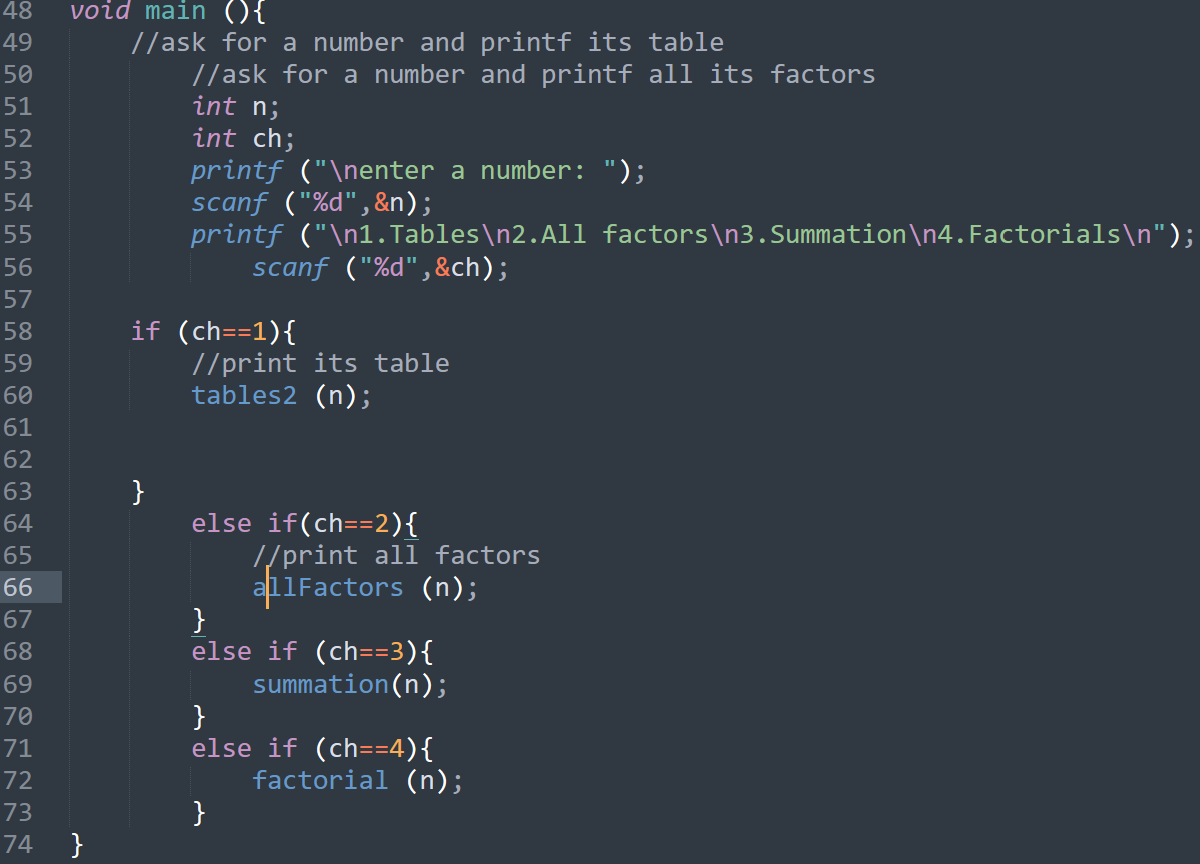 48 void main (){
49 //ask for a number and printf its table
50 //ask for a number and printf all its factors
51 int n;
52 int ch;
53 printf ("\nenter a number: ");
54 scanf ("%d",&n);
55 printf ("\n1.Tables\n2.All factors\n3.Summation\n4.Factorials\n");
56 scanf ("%d",&ch);
57
58 if (ch==1){
59 //print its table
60 tables2 (n);
61
62
63 }
64 else if(ch==2){
65 //print all factors
66 allFactors (n);
67 }
68 else if (ch==3){
69 summation(n);
70 }
71 else if (ch==4){
72 factorial (n);
73 }
74 }